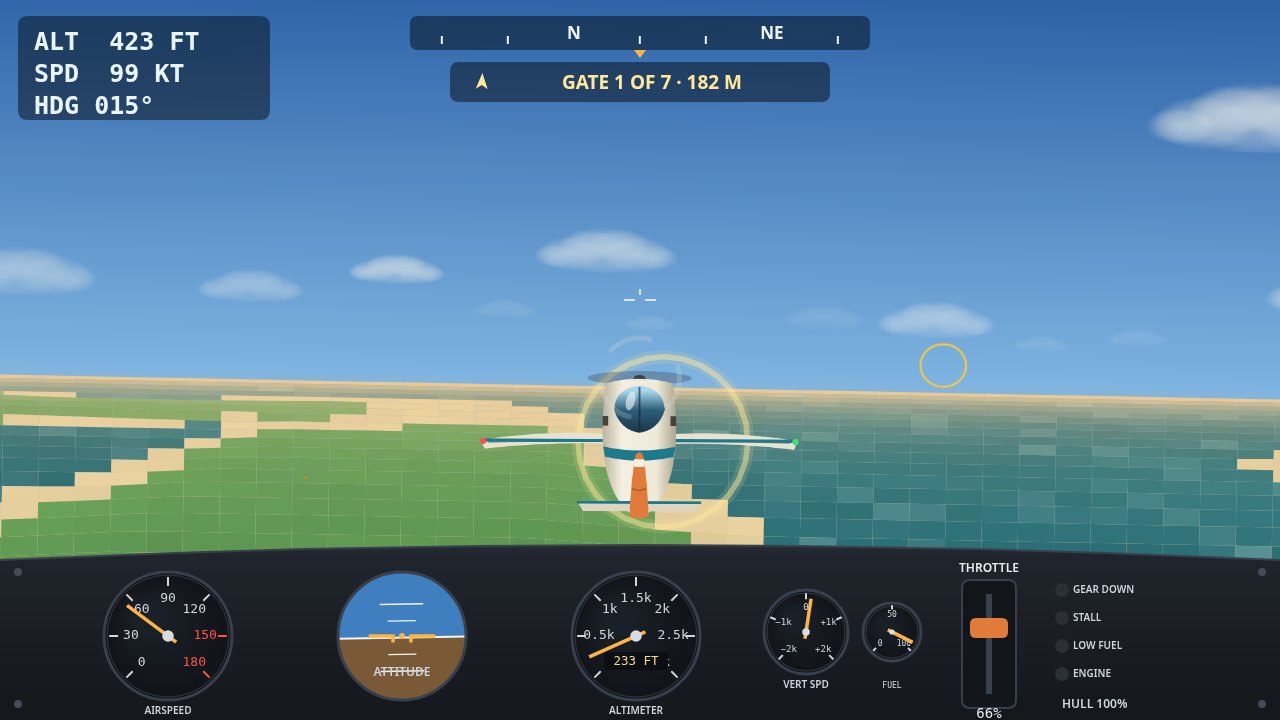 ALT 423 FT
SPD 99 KT
HDG 015°
N NE
GATE 1 OF 7 · 182 M
0 30 60 90 120 150 180
AIRSPEED
ATTITUDE
0.5k 1k 1.5k 2k 2.5k
233 FT
ALTIMETER
-2k -1k 0 +1k +2k
VERT SPD
0 50 100
FUEL
THROTTLE
66%
GEAR DOWN
STALL
LOW FUEL
ENGINE
HULL 100%